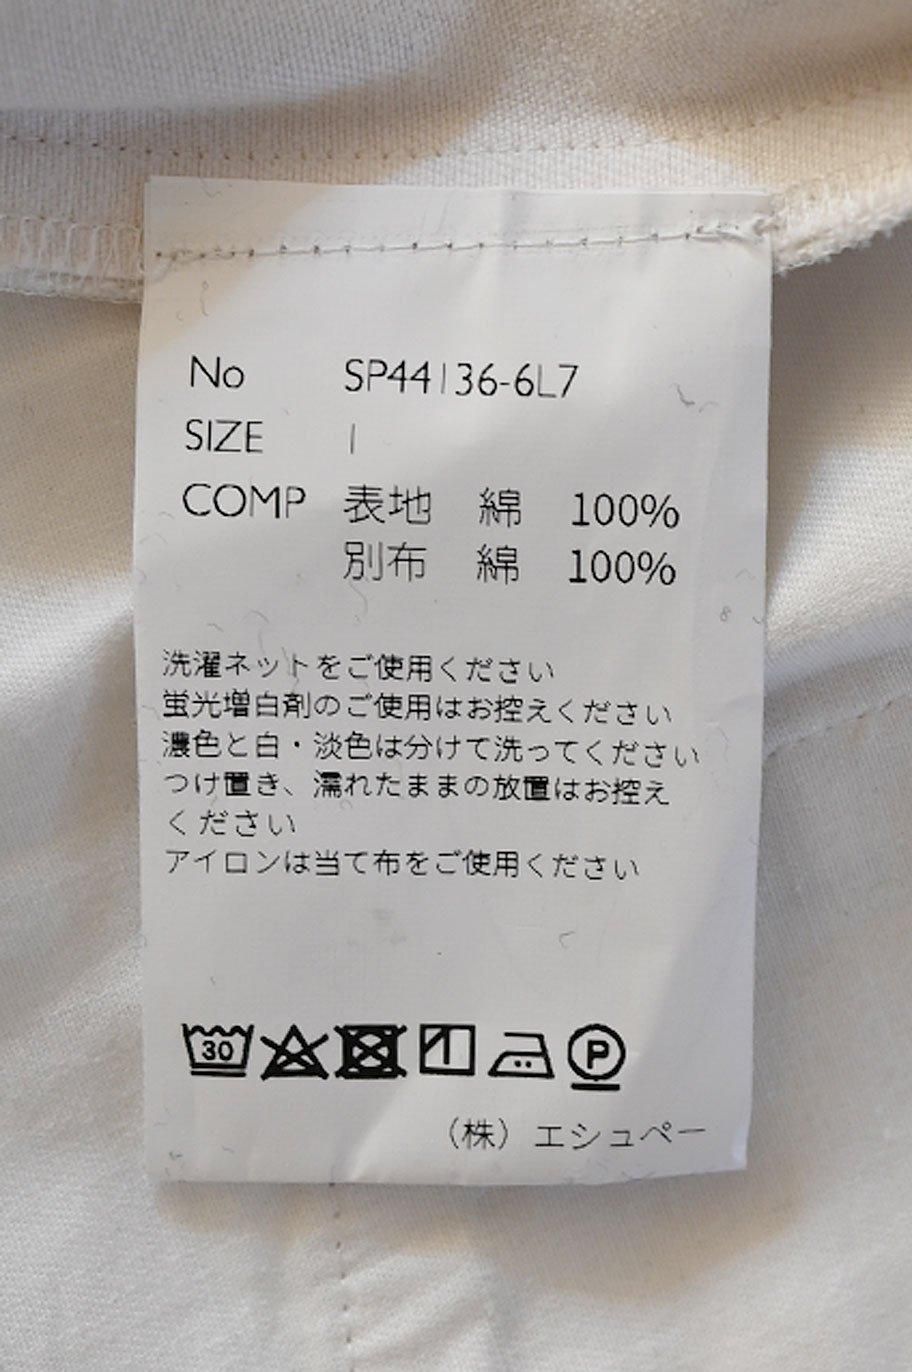 No SP44136-6L7
SIZE 1
COMP 表地 綿 100%
別布 綿 100%
洗濯ネットをご使用ください
蛍光増白剤のご使用はお控えください
濃色と白・淡色は分けて洗ってください
つけ置き、濡れたままの放置はお控え
ください
アイロンは当て布をご使用ください
30 P
(株) エシュペー